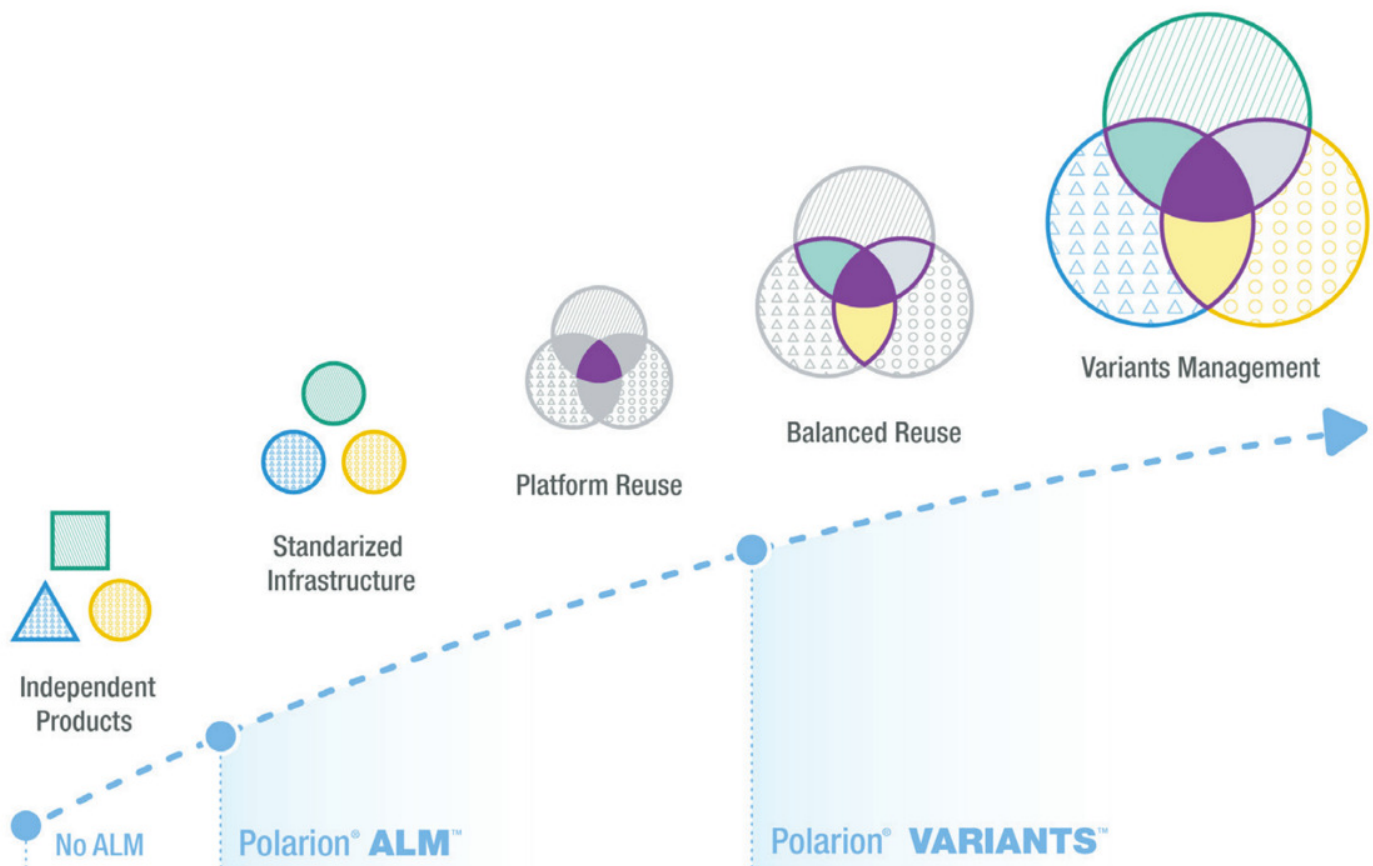 Variants Management
Balanced Reuse
Platform Reuse
Standarized
Infrastructure
Independent
Products
No ALM
Polarion® ALM™
Polarion® VARIANTS™